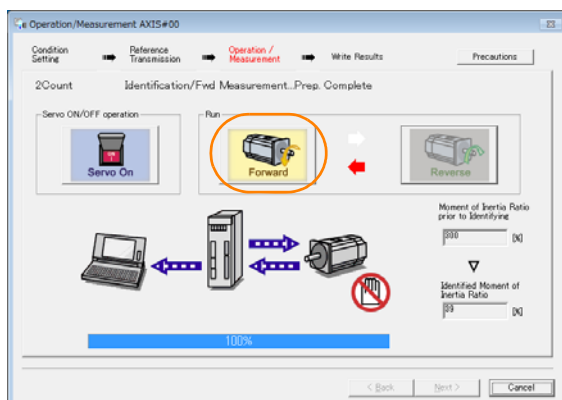 Operation/Measurement AXIS#00
Condition Setting
Reference Transmission
Operation / Measurement
Write Results
Precautions
2Count Identification/Fwd Measurement...Prep. Complete
Servo ON/OFF operation
Run
Servo On
Forward
Reverse
Moment of Inertia Ratio
prior to Identifying
300 [%]
Identified Moment of
Inertia Ratio
39 [%]
100%
< Back
Next >
Cancel